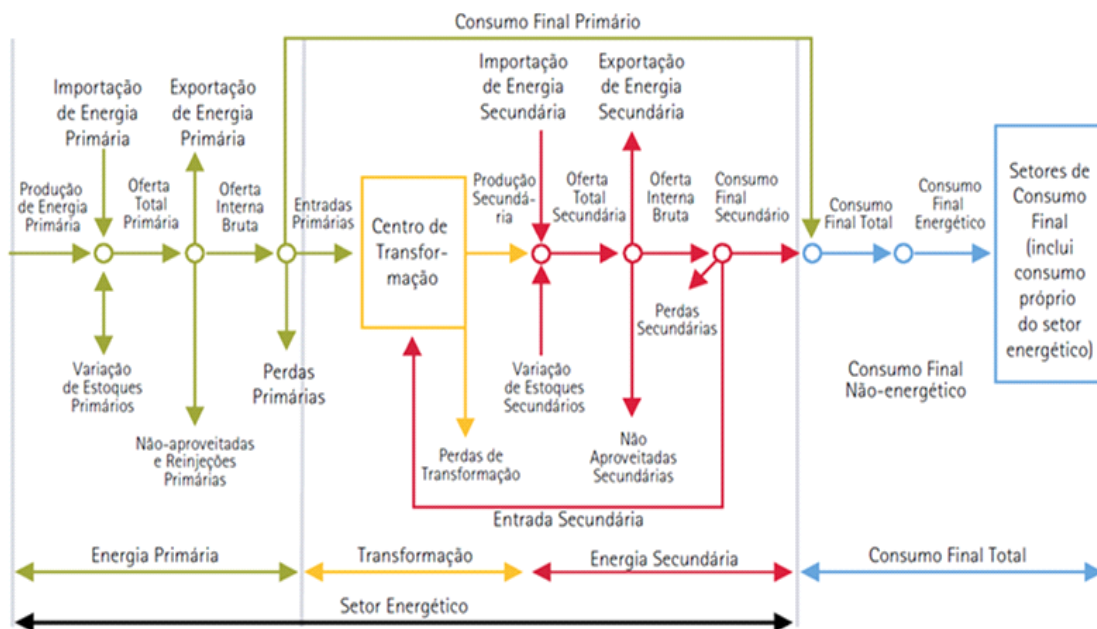 Consumo Final Primário
Importação
de Energia
Primária
Exportação
de Energia
Primária
Importação
de Energia
Secundária
Exportação
de Energia
Secundária
Produção
de Energia
Primária
Oferta
Total
Primária
Oferta
Interna
Bruta
Entradas
Primárias
Centro de
Transfor-
mação
Produção
Secundá-
ria
Oferta
Total
Secundária
Oferta
Interna
Bruta
Consumo
Final
Secundário
Consumo
Final Total
Consumo
Final
Energético
Setores de
Consumo
Final
(inclui
consumo
próprio
do setor
energético)
Variação
de Estoques
Primários
Perdas
Primárias
Não-aproveitadas
e Reinjeções
Primárias
Perdas de
Transformação
Variação
de Estoques
Secundários
Perdas
Secundárias
Não
Aproveitadas
Secundárias
Consumo Final
Não-energético
Entrada Secundária
Energia Primária
Transformação
Energia Secundária
Consumo Final Total
Setor Energético